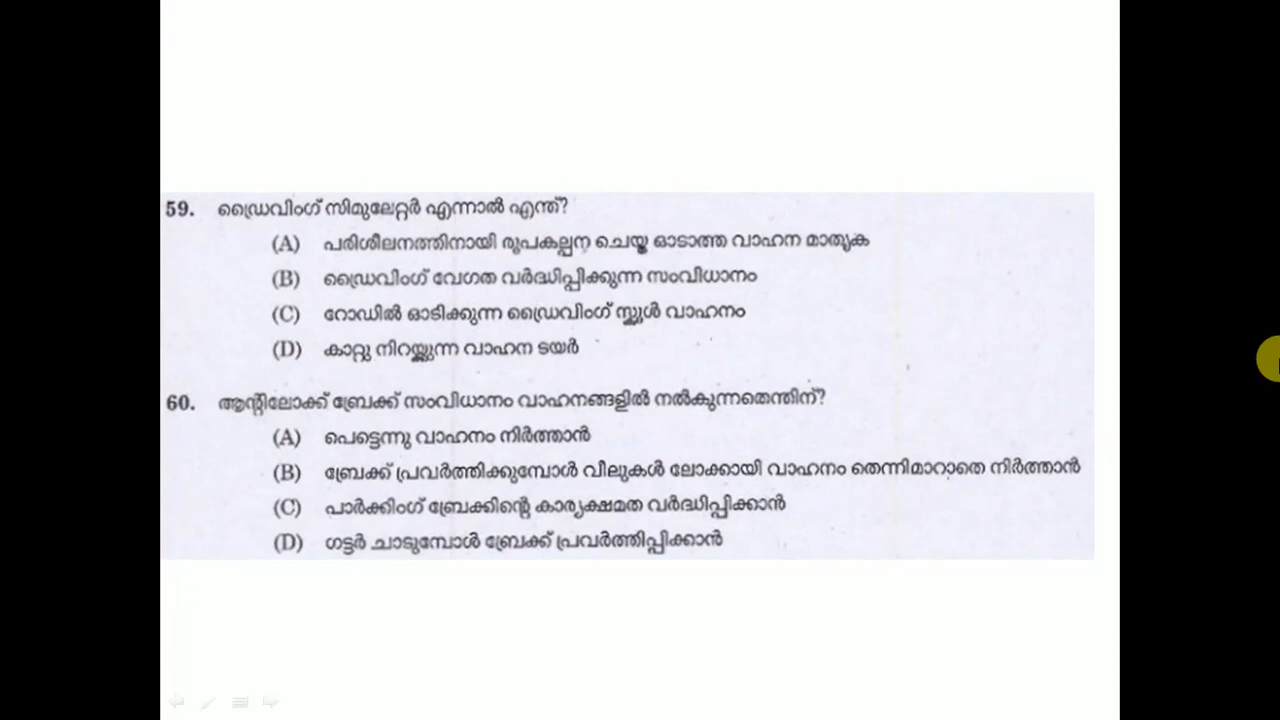 59. ഡ്രൈവിംഗ് സിമുലേറ്റർ എന്നാൽ എന്ത്?
(A) പരിശീലനത്തിനായി രൂപകല്പന ചെയ്ത ഓടാത്ത വാഹന മാതൃക
(B) ഡ്രൈവിംഗ് വേഗത വർദ്ധിപ്പിക്കുന്ന സംവിധാനം
(C) റോഡിൽ ഓടിക്കുന്ന ഡ്രൈവിംഗ് സ്കൂൾ വാഹനം
(D) കാറ്റു നിറയ്ക്കുന്ന വാഹന ടയർ
60. ആന്റിലോക്ക് ബ്രേക്ക് സംവിധാനം വാഹനങ്ങളിൽ നൽകുന്നതെന്തിന്?
(A) പെട്ടെന്നു വാഹനം നിർത്താൻ
(B) ബ്രേക്ക് പ്രവർത്തിക്കുമ്പോൾ വീലുകൾ ലോക്കായി വാഹനം തെന്നിമാറാതെ നിർത്താൻ
(C) പാർക്കിംഗ് ബ്രേക്കിന്റെ കാര്യക്ഷമത വർദ്ധിപ്പിക്കാൻ
(D) ഗട്ടർ ചാടുമ്പോൾ ബ്രേക്ക് പ്രവർത്തിപ്പിക്കാൻ